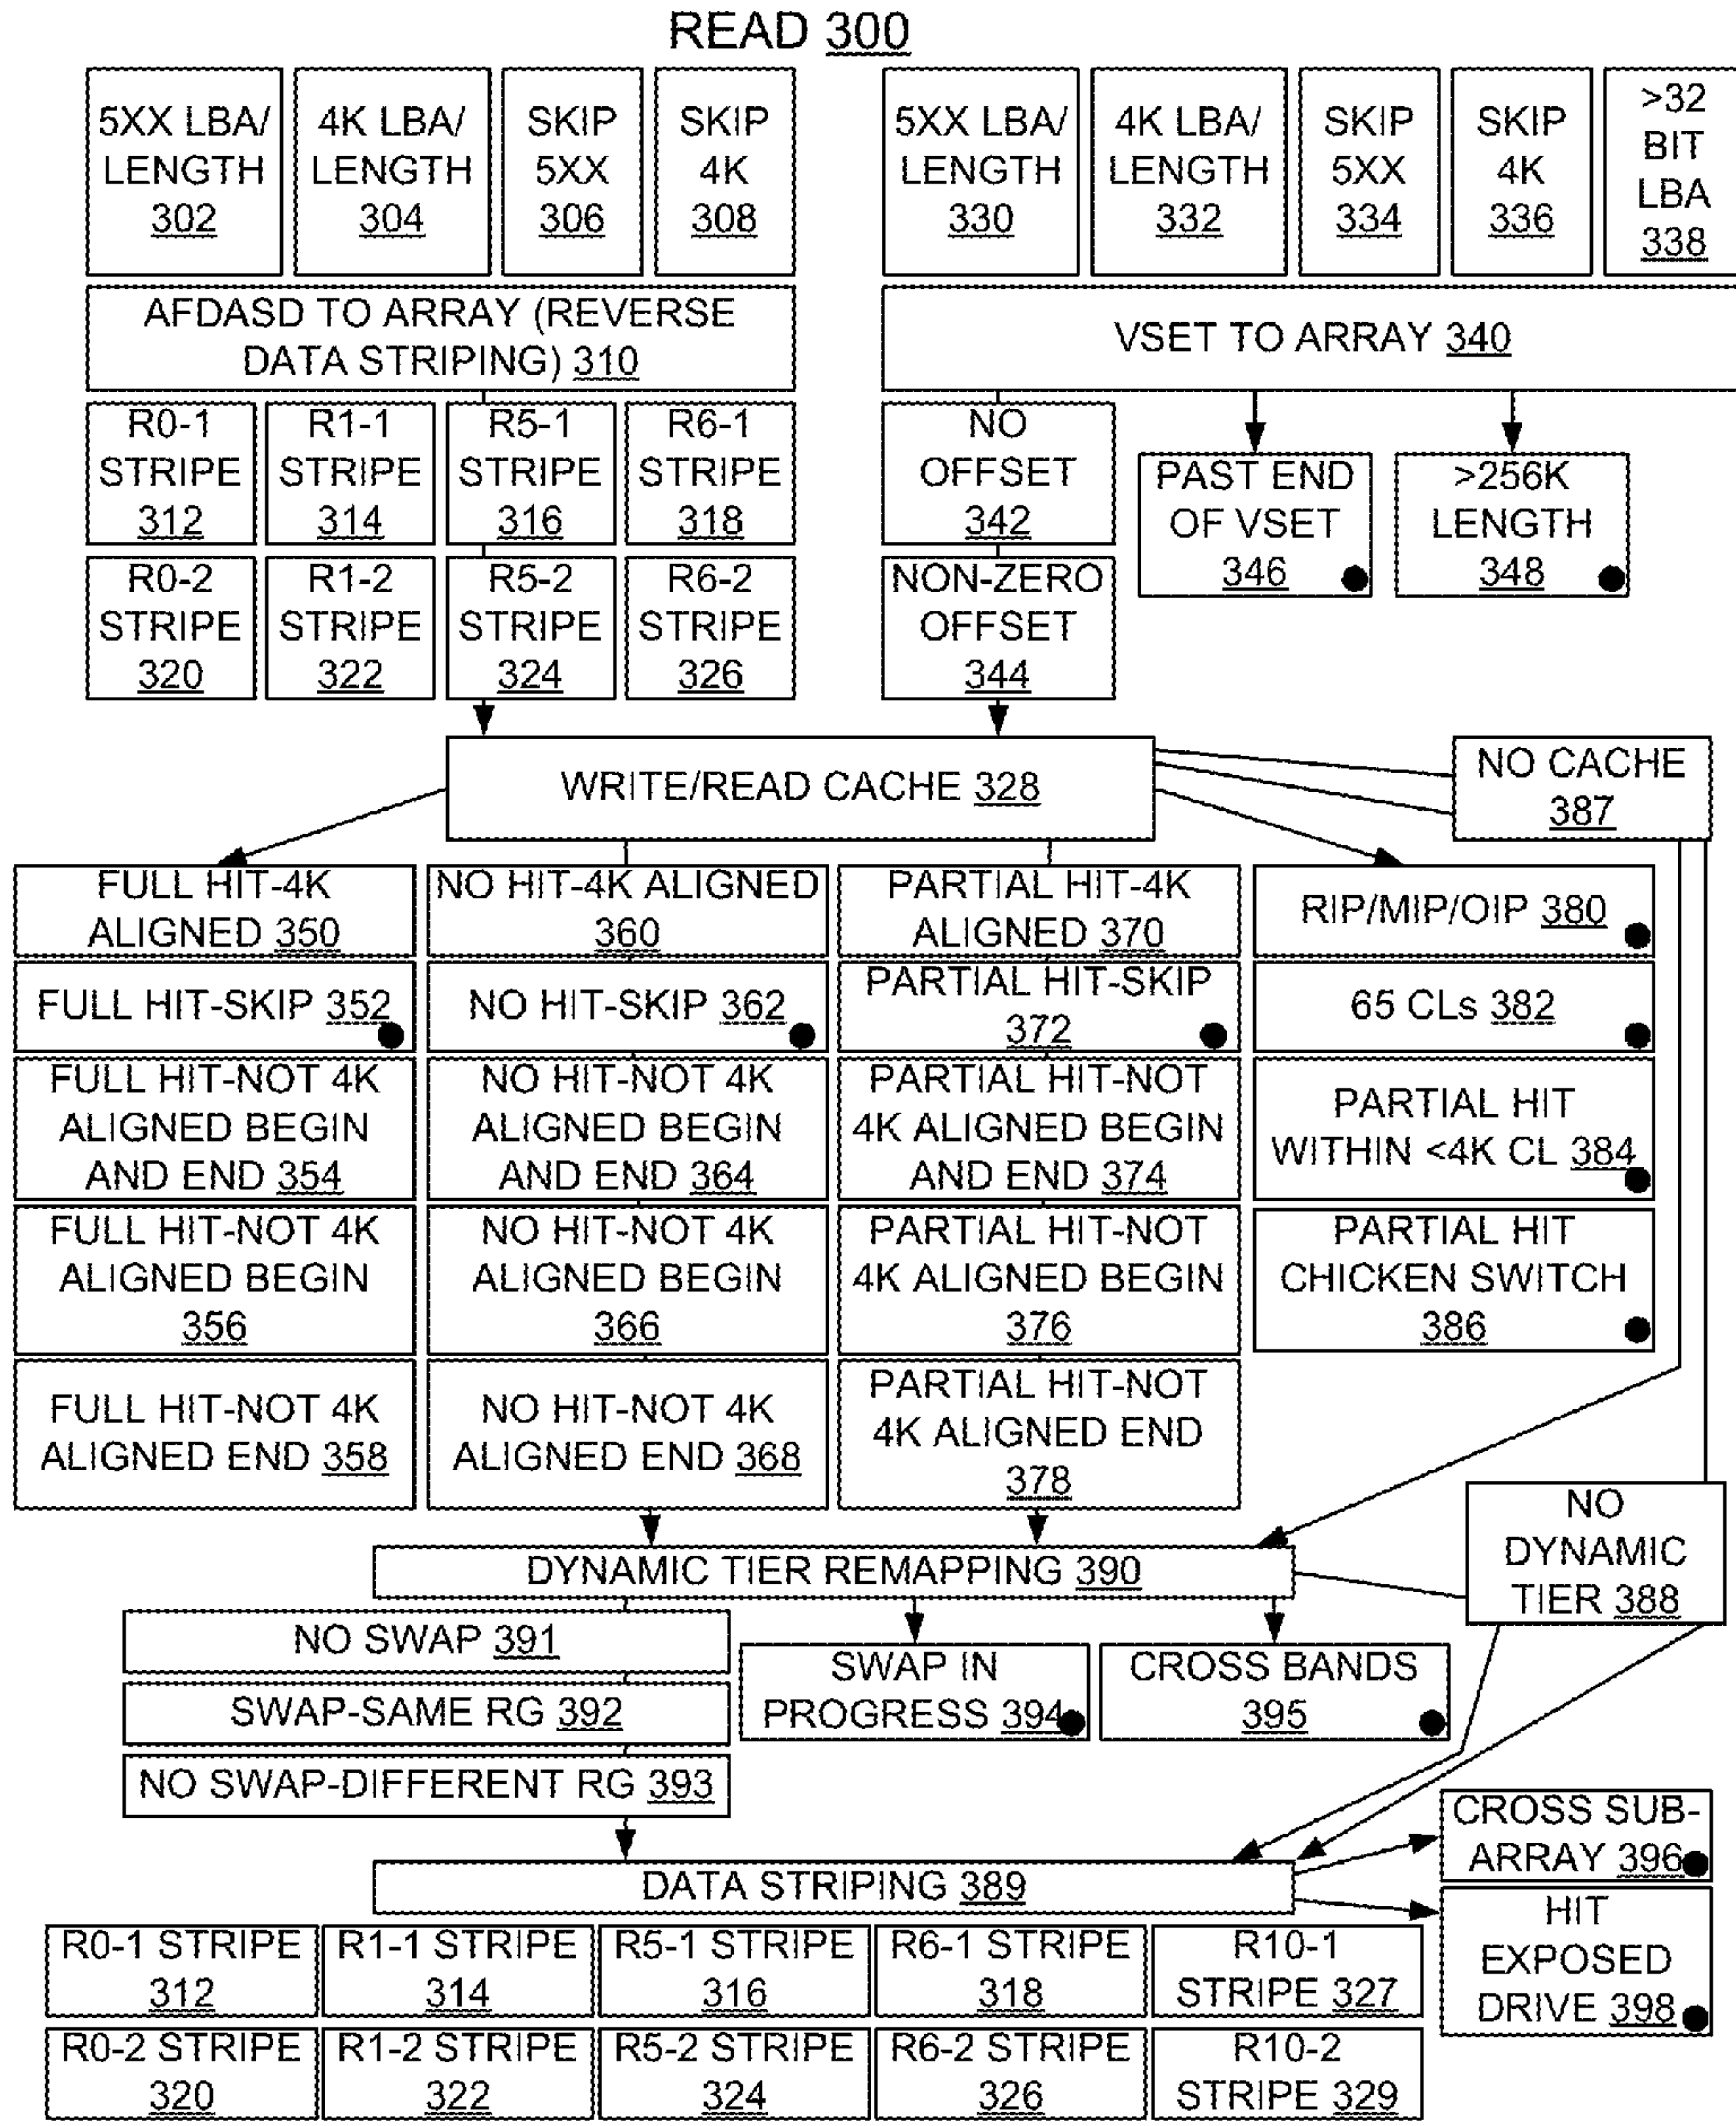 READ 300
5XX LBA/
LENGTH
302
4K LBA/
LENGTH
304
SKIP
5XX
306
SKIP
4K
308
5XX LBA/
LENGTH
330
4K LBA/
LENGTH
332
SKIP
5XX
334
SKIP
4K
336
>32
BIT
LBA
338
AFDASD TO ARRAY (REVERSE
DATA STRIPING) 310
VSET TO ARRAY 340
R0-1
STRIPE
312
R1-1
STRIPE
314
R5-1
STRIPE
316
R6-1
STRIPE
318
NO
OFFSET
342
PAST END
OF VSET
346
>256K
LENGTH
348
R0-2
STRIPE
320
R1-2
STRIPE
322
R5-2
STRIPE
324
R6-2
STRIPE
326
NON-ZERO
OFFSET
344
WRITE/READ CACHE 328
NO CACHE
387
FULL HIT-4K
ALIGNED 350
NO HIT-4K ALIGNED
360
PARTIAL HIT-4K
ALIGNED 370
RIP/MIP/OIP 380
FULL HIT-SKIP 352
NO HIT-SKIP 362
PARTIAL HIT-SKIP
372
65 CLs 382
FULL HIT-NOT 4K
ALIGNED BEGIN
AND END 354
NO HIT-NOT 4K
ALIGNED BEGIN
AND END 364
PARTIAL HIT-NOT
4K ALIGNED BEGIN
AND END 374
PARTIAL HIT
WITHIN <4K CL 384
FULL HIT-NOT 4K
ALIGNED BEGIN
356
NO HIT-NOT 4K
ALIGNED BEGIN
366
PARTIAL HIT-NOT
4K ALIGNED BEGIN
376
PARTIAL HIT
CHICKEN SWITCH
386
FULL HIT-NOT 4K
ALIGNED END 358
NO HIT-NOT 4K
ALIGNED END 368
PARTIAL HIT-NOT
4K ALIGNED END
378
NO
DYNAMIC
TIER 388
DYNAMIC TIER REMAPPING 390
NO SWAP 391
SWAP-SAME RG 392
NO SWAP-DIFFERENT RG 393
SWAP IN
PROGRESS 394
CROSS BANDS
395
DATA STRIPING 389
CROSS SUB-
ARRAY 396
HIT
EXPOSED
DRIVE 398
R0-1 STRIPE
312
R1-1 STRIPE
314
R5-1 STRIPE
316
R6-1 STRIPE
318
R10-1
STRIPE 327
R0-2 STRIPE
320
R1-2 STRIPE
322
R5-2 STRIPE
324
R6-2 STRIPE
326
R10-2
STRIPE 329